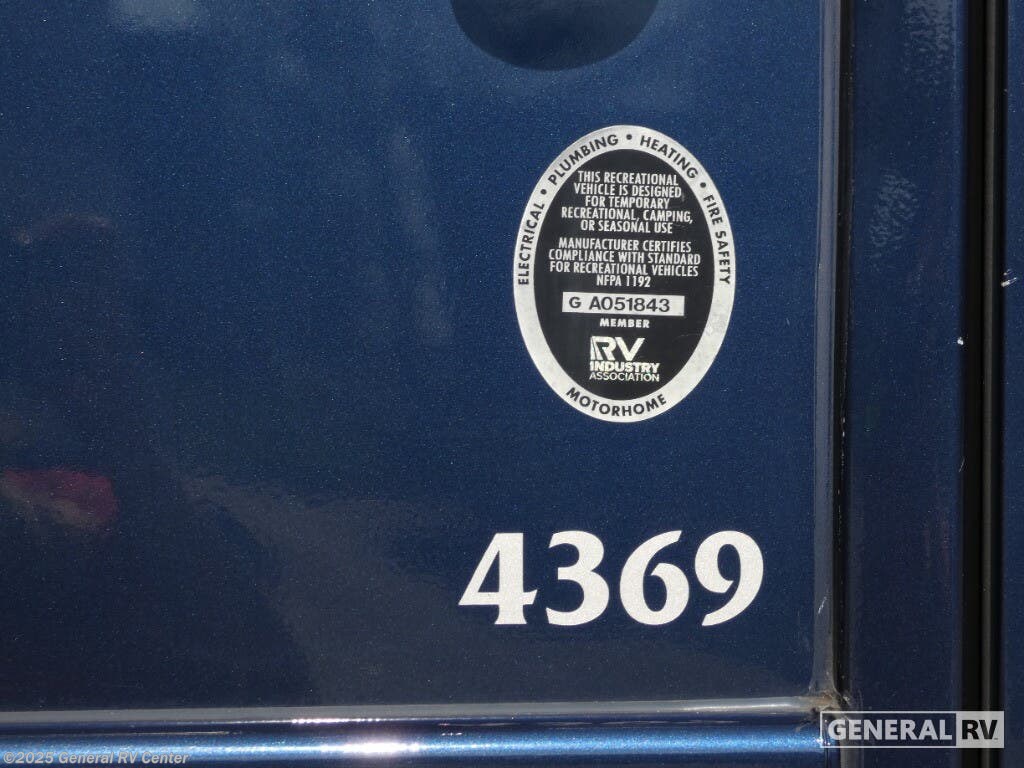 ELECTRICAL • PLUMBING • HEATING • FIRE SAFETY
THIS RECREATIONAL
VEHICLE IS DESIGNED
FOR TEMPORARY
RECREATIONAL, CAMPING,
OR SEASONAL USE
MANUFACTURER CERTIFIES
COMPLIANCE WITH STANDARD
FOR RECREATIONAL VEHICLES
NFPA 1192
G A051843
MEMBER
RV
INDUSTRY
ASSOCIATION
MOTORHOME
4369
GENERAL RV
©2025 General RV Center